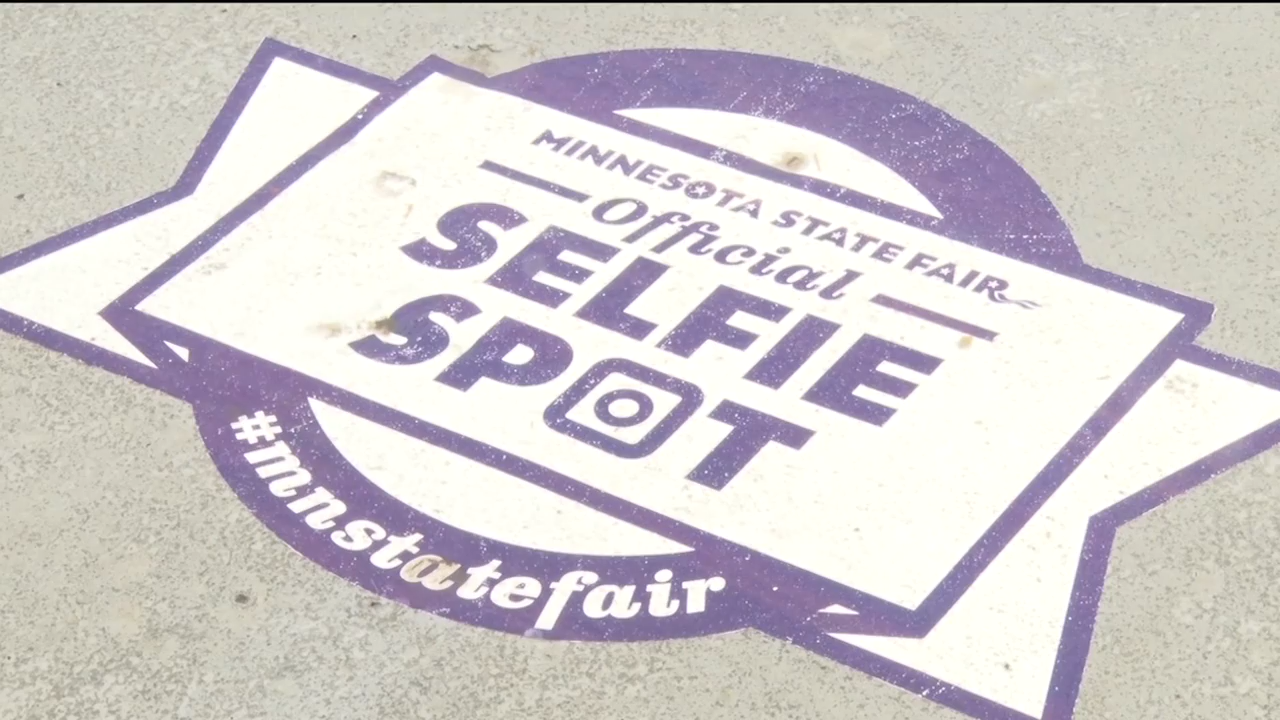 MINNESOTA STATE FAIR
Official
SELFIE
SPOT
#mnstatefair